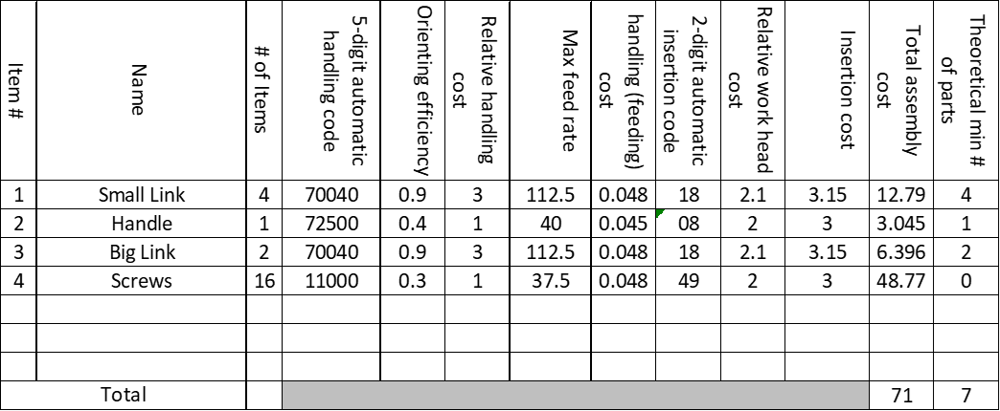 Item # Name # of Items 5-digit automatic handling code Orienting efficiency Relative handling cost Max feed rate handling (feeding) cost 2-digit automatic insertion code Relative work head cost Insertion cost Total assembly cost Theoretical min # of parts
1 Small Link 4 70040 0.9 3 112.5 0.048 18 2.1 3.15 12.79 4
2 Handle 1 72500 0.4 1 40 0.045 08 2 3 3.045 1
3 Big Link 2 70040 0.9 3 112.5 0.048 18 2.1 3.15 6.396 2
4 Screws 16 11000 0.3 1 37.5 0.048 49 2 3 48.77 0
Total 71 7